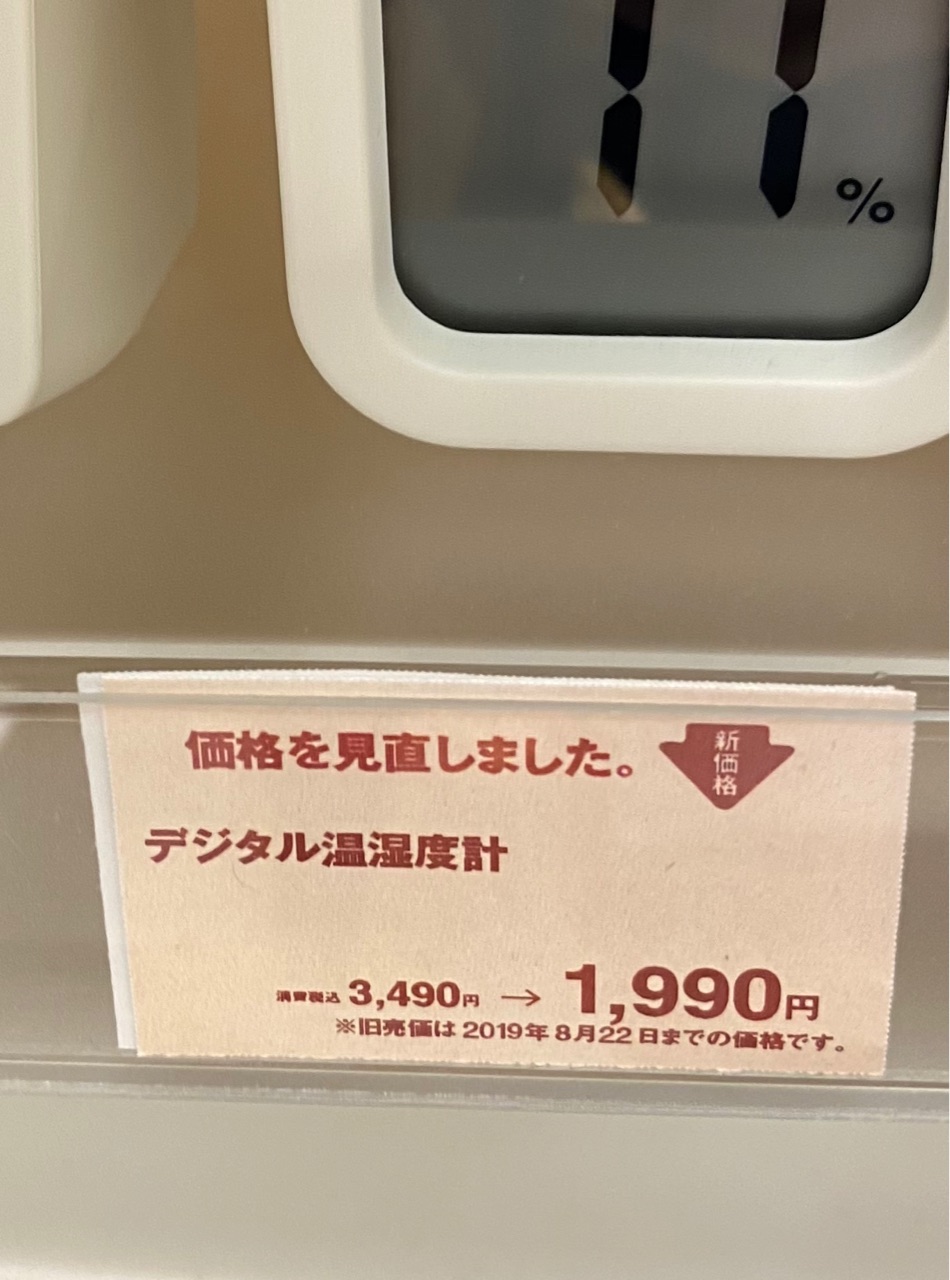 %
価格を見直しました。
新価格
デジタル温湿度計
消費税込 3,490円 → 1,990円
※旧売価は 2019年 8月22 日までの価格です。